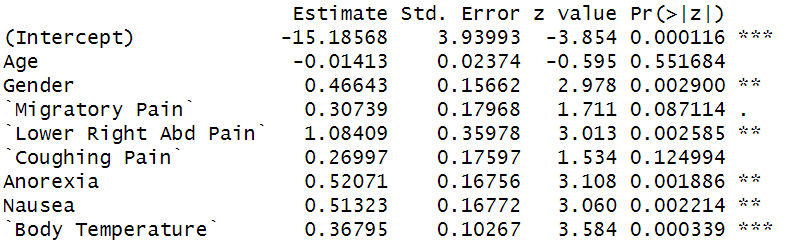 Estimate Std. Error z value Pr(>|z|)
(Intercept) -15.18568 3.93993 -3.854 0.000116 ***
Age -0.01413 0.02374 -0.595 0.551684
Gender 0.46643 0.15662 2.978 0.002900 **
`Migratory Pain` 0.30739 0.17968 1.711 0.087114 .
`Lower Right Abd Pain` 1.08409 0.35978 3.013 0.002585 **
`Coughing Pain` 0.26997 0.17597 1.534 0.124994
Anorexia 0.52071 0.16756 3.108 0.001886 **
Nausea 0.51323 0.16772 3.060 0.002214 **
`Body Temperature` 0.36795 0.10267 3.584 0.000339 ***